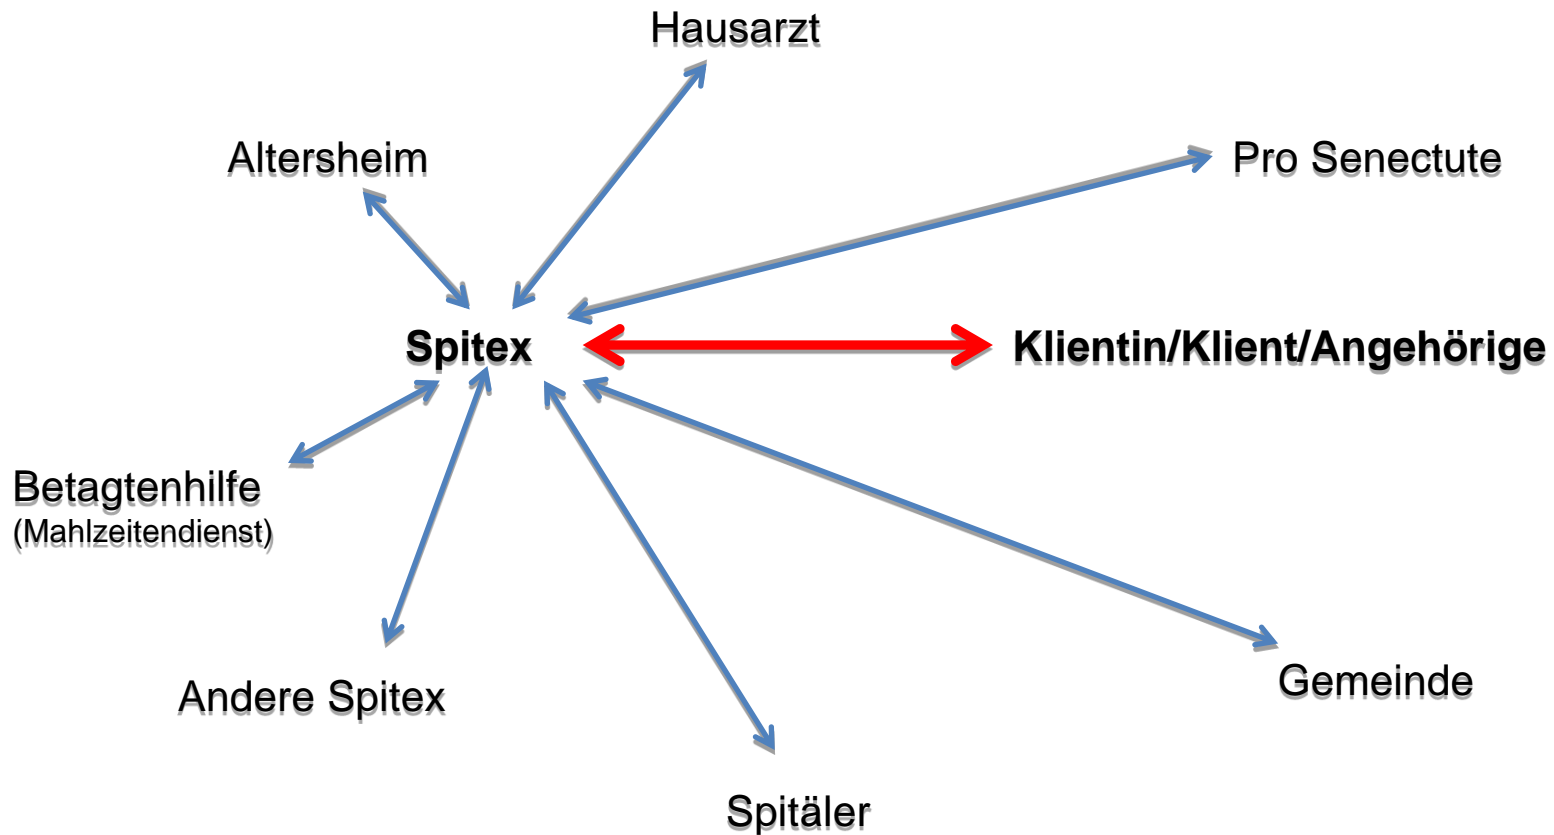 Hausarzt
Altersheim
Pro Senectute
Spitex
Klientin/Klient/Angehörige
Betagtenhilfe
(Mahlzeitendienst)
Andere Spitex
Gemeinde
Spitäler